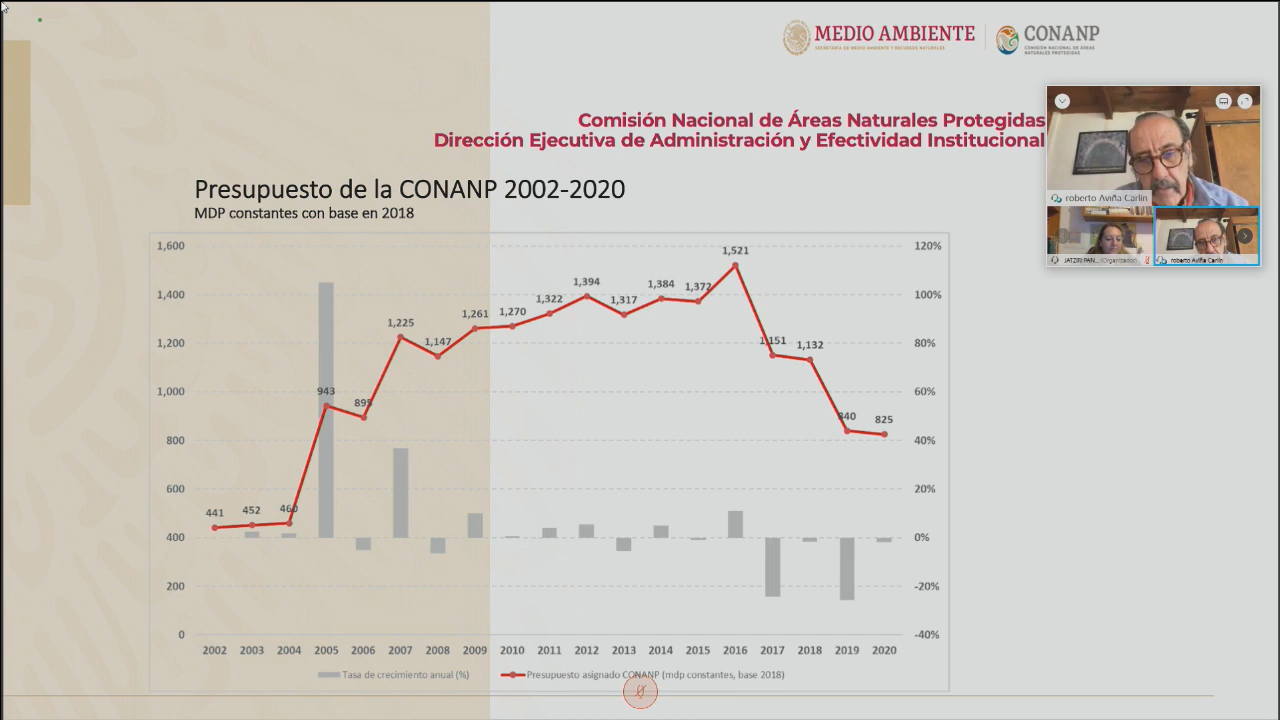 MEDIO AMBIENTE
SECRETARÍA DE MEDIO AMBIENTE Y RECURSOS NATURALES
CONANP
COMISIÓN NACIONAL DE ÁREAS
NATURALES PROTEGIDAS
Comisión Nacional de Áreas Naturales Protegidas
Dirección Ejecutiva de Administración y Efectividad Institucional
roberto Aviña Carlín
JATZIRI PAN... (Organizador)
roberto Aviña Carlín
Presupuesto de la CONANP 2002-2020
MDP constantes con base en 2018
1,600
1,400
1,200
1,000
800
600
400
200
0
120%
100%
80%
60%
40%
20%
0%
-20%
-40%
441
452
460
943
895
1,225
1,147
1,261
1,270
1,322
1,394
1,317
1,384
1,372
1,521
1,151
1,132
840
825
2002 2003 2004 2005 2006 2007 2008 2009 2010 2011 2012 2013 2014 2015 2016 2017 2018 2019 2020
Tasa de crecimiento anual (%)
Presupuesto asignado CONANP (mdp constantes, base 2018)